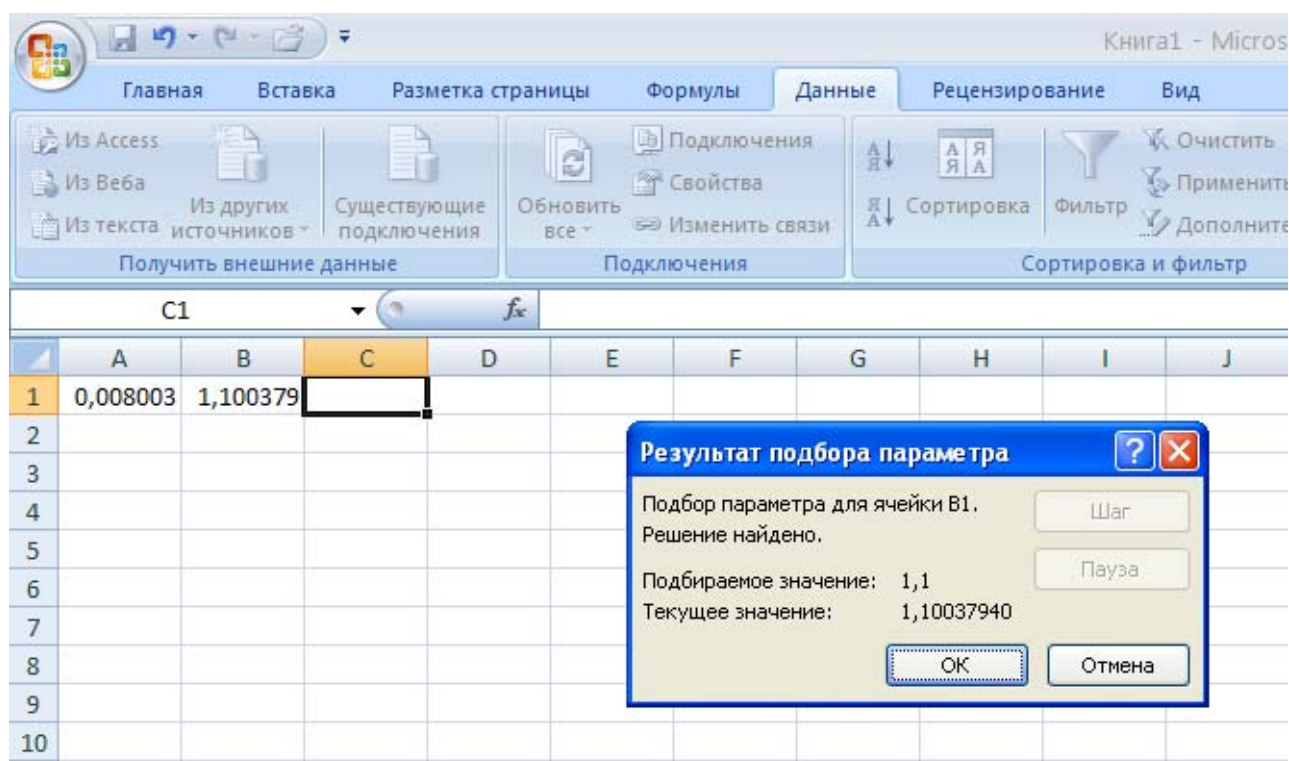 Книга1 - Micros
Главная Вставка Разметка страницы Формулы Данные Рецензирование Вид
Из Access
Из Веба
Из текста
Из других
источников
Существующие
подключения
Получить внешние данные
Обновить
все
Подключения
Свойства
Изменить связи
Подключения
Сортировка
Фильтр
Очистить
Применить
Дополните
Сортировка и фильтр
C1 fx
A B C D E F G H I J
1 0,008003 1,100379
2
3
4
5
6
7
8
9
10
Результат подбора параметра
Подбор параметра для ячейки B1.
Решение найдено.
Подбираемое значение: 1,1
Текущее значение: 1,10037940
Шаг
Пауза
ОК Отмена